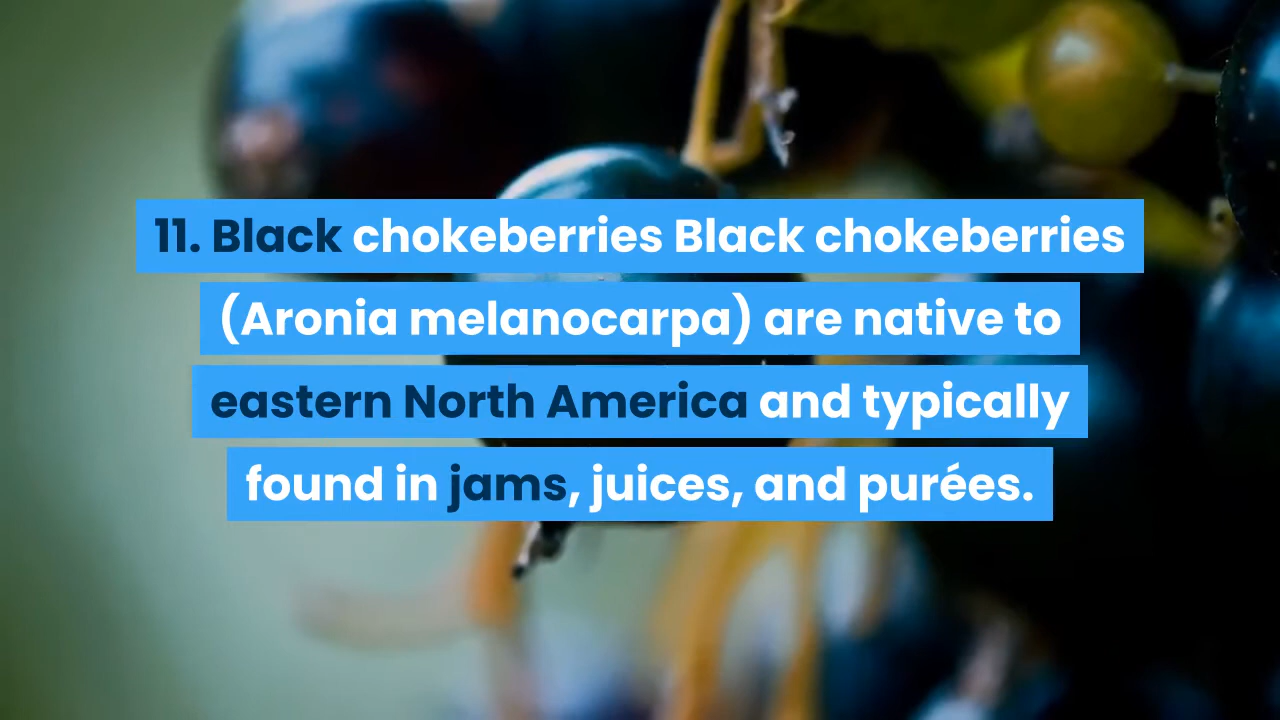 11. Black chokeberries Black chokeberries
(Aronia melanocarpa) are native to
eastern North America and typically
found in jams, juices, and purées.